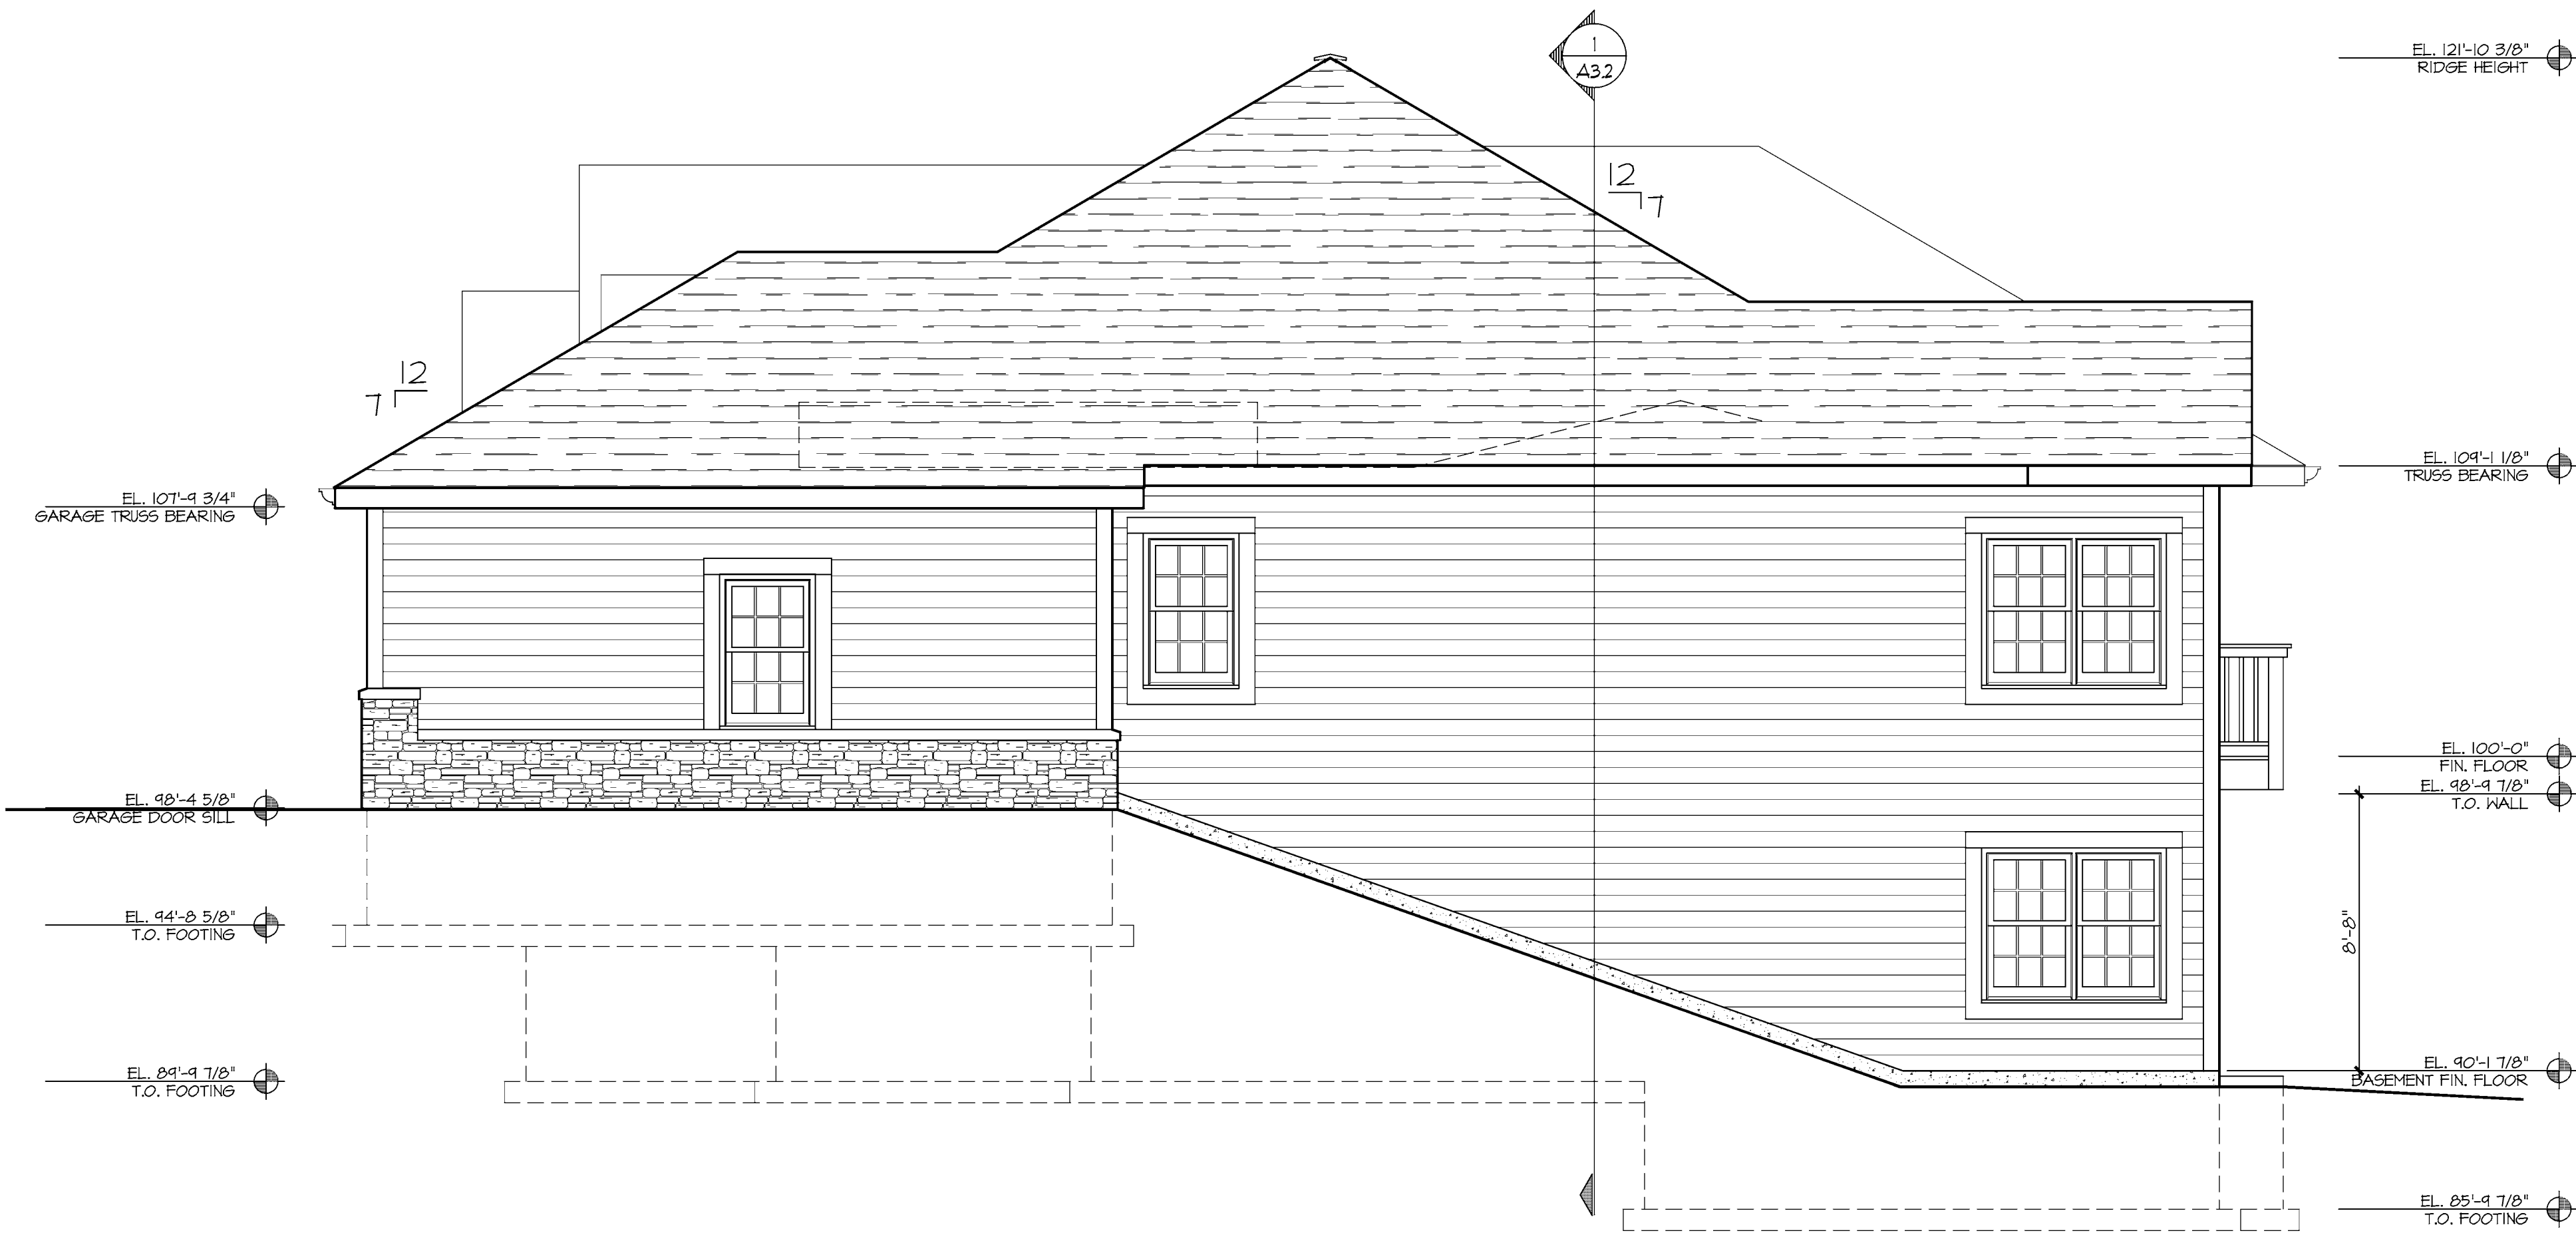 1
A3.2
EL. 121'-10 3/8"
RIDGE HEIGHT
12
7
12
7
EL. 109'-1 1/8"
TRUSS BEARING
EL. 107'-9 3/4"
GARAGE TRUSS BEARING
EL. 100'-0"
FIN. FLOOR
EL. 98'-9 7/8"
T.O. WALL
EL. 98'-4 5/8"
GARAGE DOOR SILL
EL. 94'-8 5/8"
T.O. FOOTING
8'-8"
EL. 90'-1 7/8"
BASEMENT FIN. FLOOR
EL. 89'-9 7/8"
T.O. FOOTING
EL. 85'-9 7/8"
T.O. FOOTING